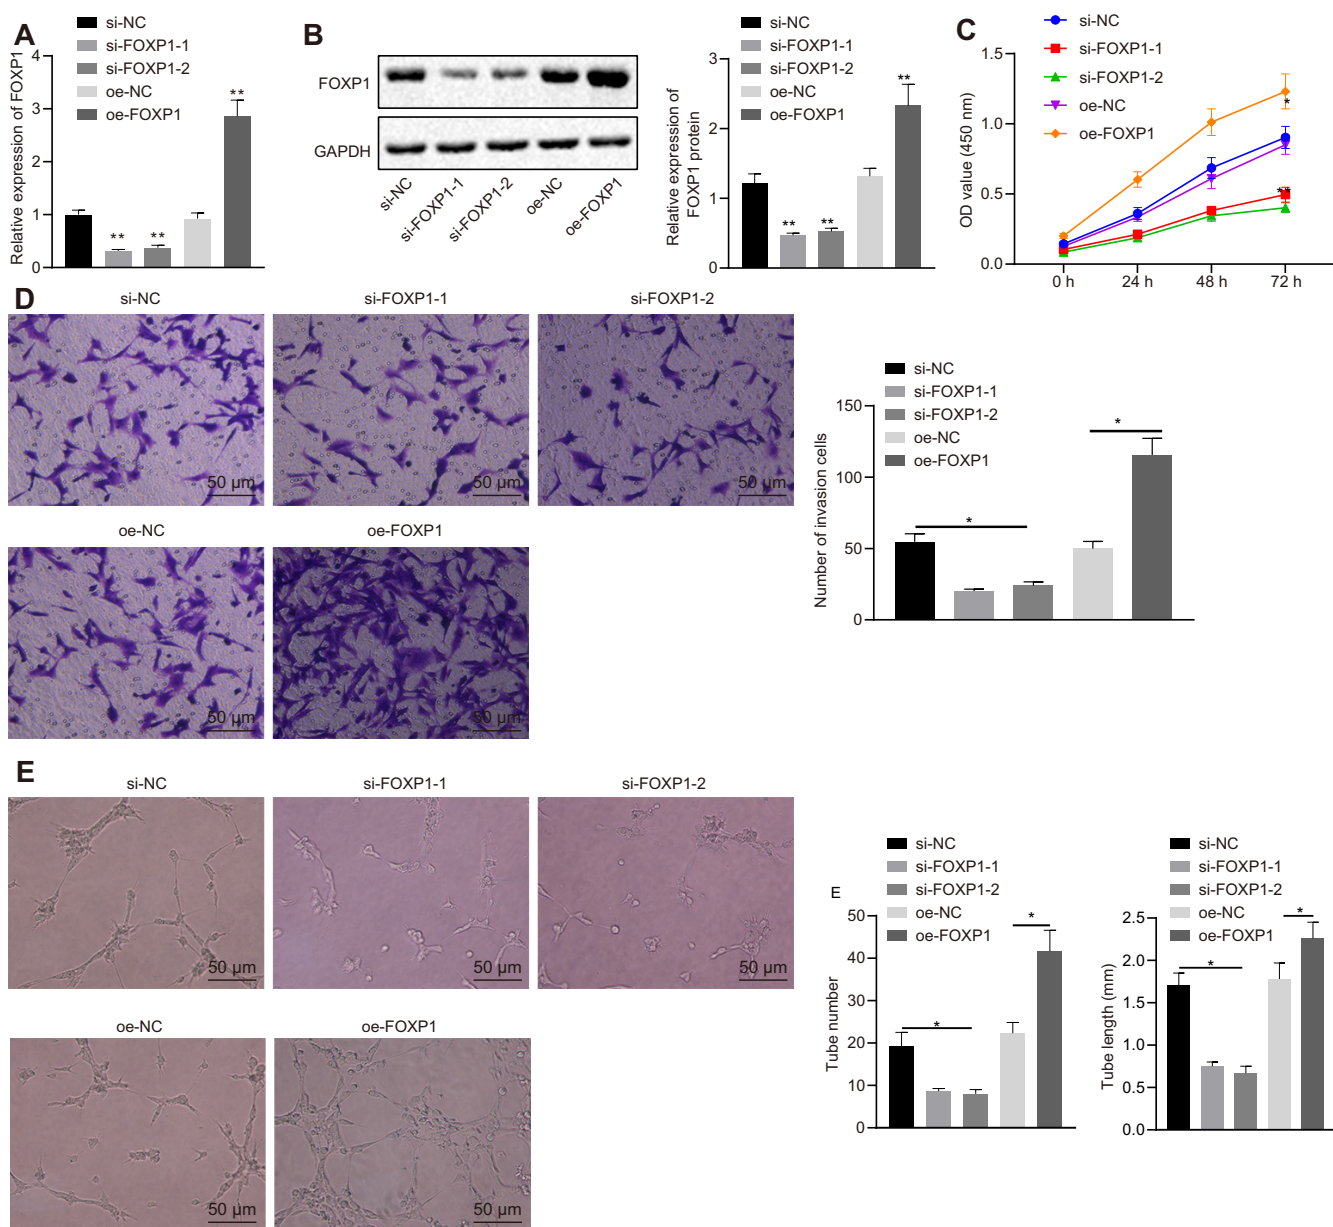 A
si-NC
si-FOXP1-1
si-FOXP1-2
oe-NC
oe-FOXP1
Relative expression of FOXP1
4
3
2
1
0
**
**
**
B
FOXP1
GAPDH
si-NC
si-FOXP1-1
si-FOXP1-2
oe-NC
oe-FOXP1
si-NC
si-FOXP1-1
si-FOXP1-2
oe-NC
oe-FOXP1
Relative expression of
FOXP1 protein
3
2
1
0
**
**
**
C
si-NC
si-FOXP1-1
si-FOXP1-2
oe-NC
oe-FOXP1
OD value (450 nm)
1.5
1.0
0.5
0.0
0 h
24 h
48 h
72 h
*
**
D
si-NC
si-FOXP1-1
si-FOXP1-2
50 µm
50 µm
50 µm
oe-NC
oe-FOXP1
50 µm
50 µm
si-NC
si-FOXP1-1
si-FOXP1-2
oe-NC
oe-FOXP1
Number of invasion cells
150
100
50
0
*
*
E
si-NC
si-FOXP1-1
si-FOXP1-2
50 µm
50 µm
50 µm
oe-NC
oe-FOXP1
50 µm
50 µm
E
si-NC
si-FOXP1-1
si-FOXP1-2
oe-NC
oe-FOXP1
Tube number
50
40
30
20
10
0
*
*
si-NC
si-FOXP1-1
si-FOXP1-2
oe-NC
oe-FOXP1
Tube length (mm)
2.5
2.0
1.5
1.0
0.5
0.0
*
*